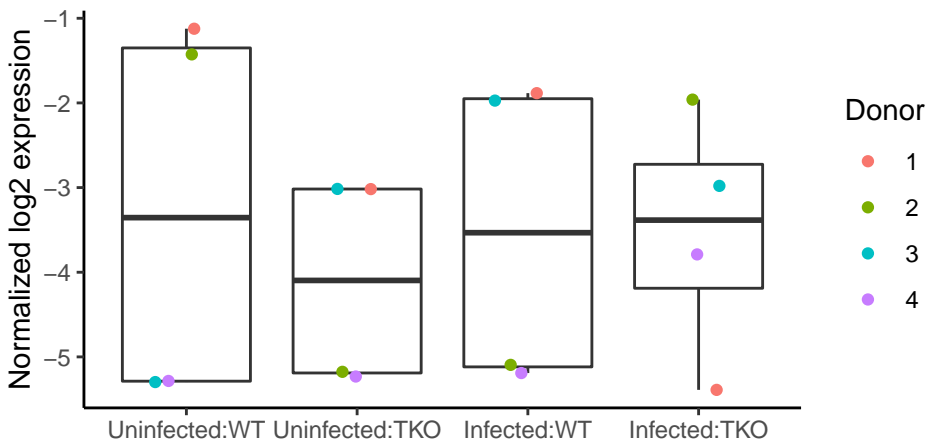 Normalized log2 expression
−1
−2
−3
−4
−5
Uninfected:WT
Uninfected:TKO
Infected:WT
Infected:TKO
Donor
1
2
3
4